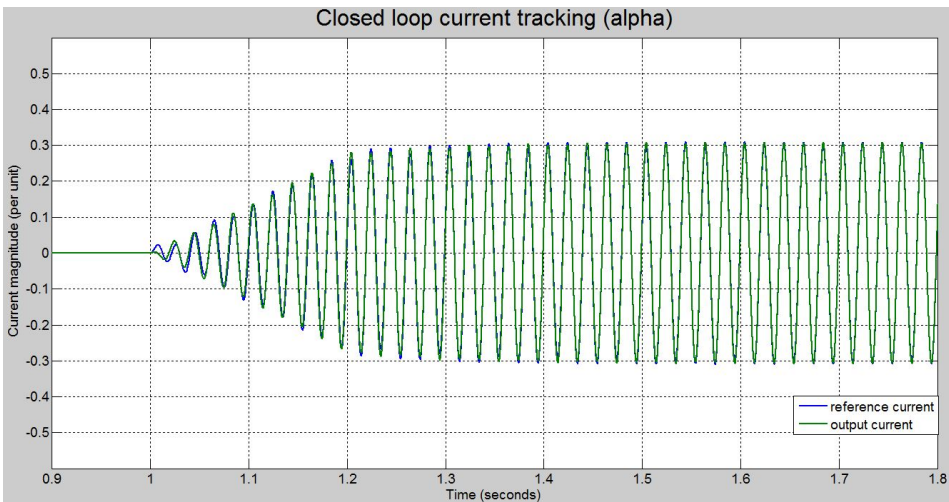 Closed loop current tracking (alpha)
Current magnitude (per unit)
0.5
0.4
0.3
0.2
0.1
0
-0.1
-0.2
-0.3
-0.4
-0.5
reference current
output current
0.9 1 1.1 1.2 1.3 1.4 1.5 1.6 1.7 1.8
Time (seconds)